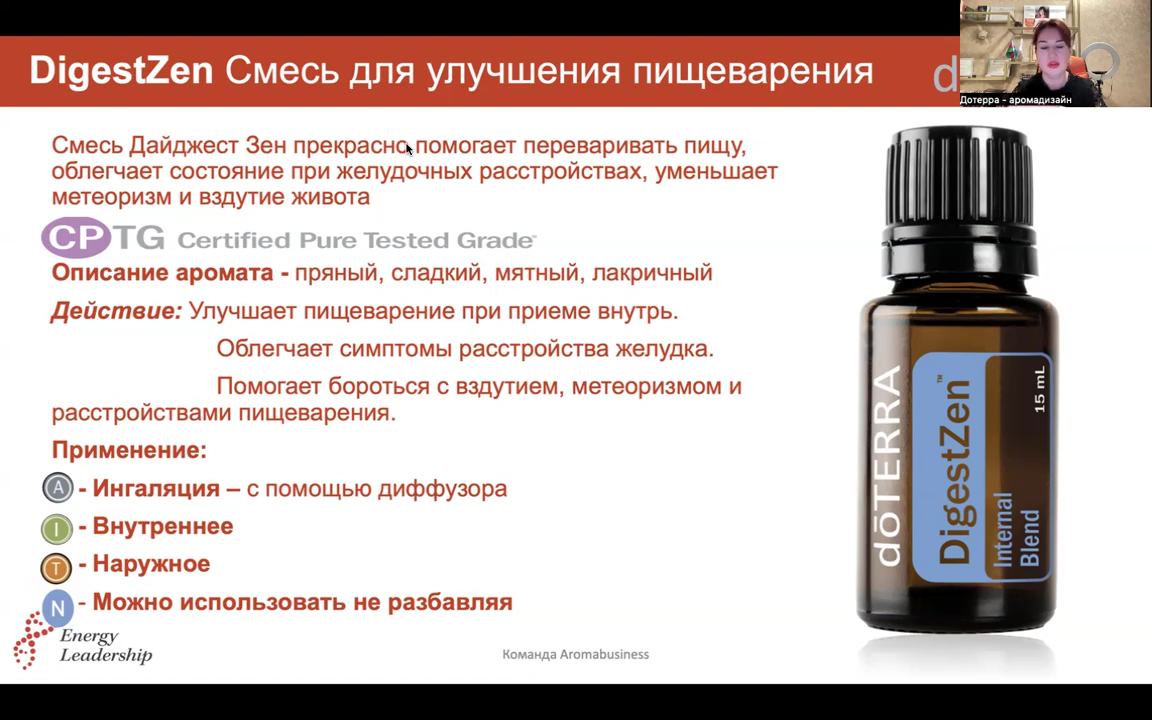 DigestZen Смесь для улучшения пищеварения
d
Дотерра - аромадизайн
Смесь Дайджест Зен прекрасно помогает переваривать пищу,
облегчает состояние при желудочных расстройствах, уменьшает
метеоризм и вздутие живота
CPTG Certified Pure Tested Grade™
Описание аромата - пряный, сладкий, мятный, лакричный
Действие: Улучшает пищеварение при приеме внутрь.
Облегчает симптомы расстройства желудка.
Помогает бороться с вздутием, метеоризмом и
расстройствами пищеварения.
Применение:
A - Ингаляция – с помощью диффузора
I - Внутреннее
T - Наружное
N - Можно использовать не разбавляя
Energy
Leadership
Команда Aromabusiness
dōTERRA
DigestZen™
Internal
Blend
15 mL